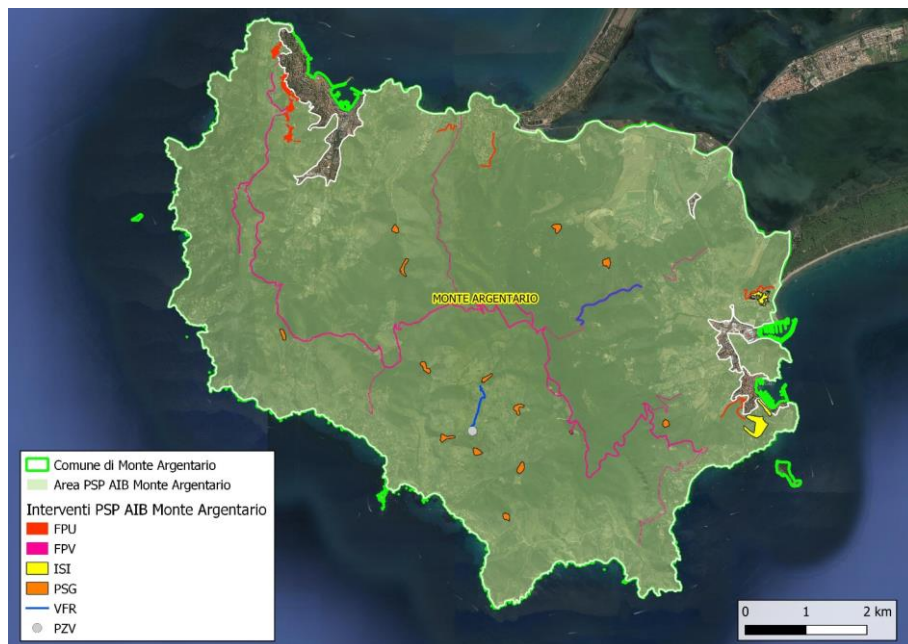 MONTE ARGENTARIO
Comune di Monte Argentario
Area PSP AIB Monte Argentario
Interventi PSP AIB Monte Argentario
FPU
FPV
ISI
PSG
VFR
PZV
0 1 2 km